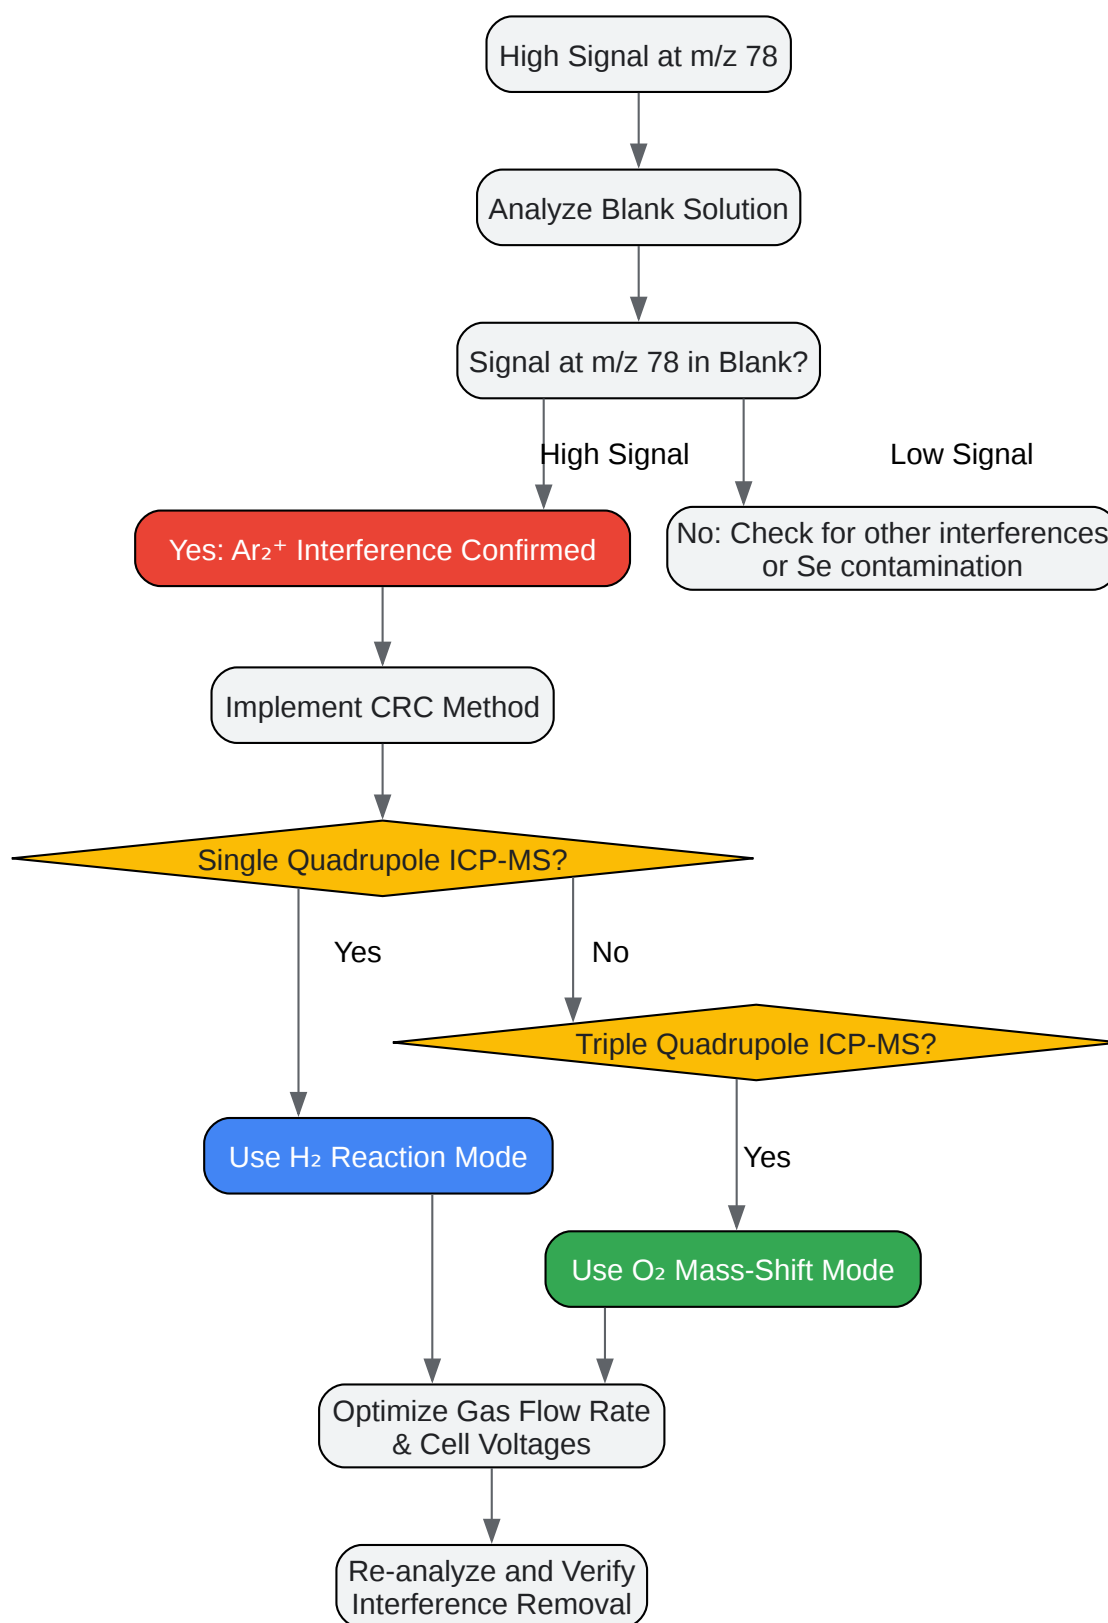 High Signal at m/z 78
Analyze Blank Solution
Signal at m/z 78 in Blank?
High Signal
Low Signal
Yes: Ar₂⁺ Interference Confirmed
No: Check for other interferences
or Se contamination
Implement CRC Method
Single Quadrupole ICP-MS?
Yes
No
Triple Quadrupole ICP-MS?
Use H₂ Reaction Mode
Yes
Use O₂ Mass-Shift Mode
Optimize Gas Flow Rate
& Cell Voltages
Re-analyze and Verify
Interference Removal